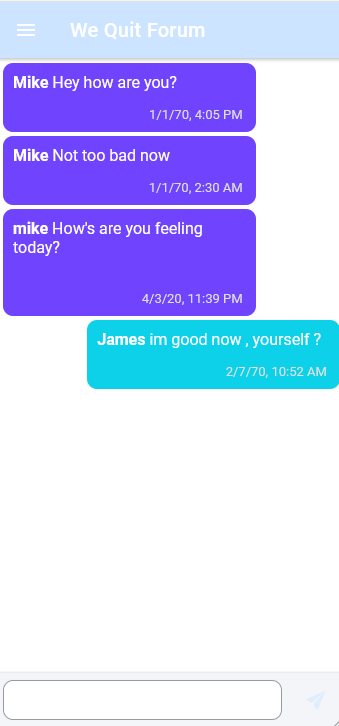 We Quit Forum
Mike Hey how are you?
1/1/70, 4:05 PM
Mike Not too bad now
1/1/70, 2:30 AM
mike How's are you feeling
today?
4/3/20, 11:39 PM
James im good now , yourself ?
2/7/70, 10:52 AM